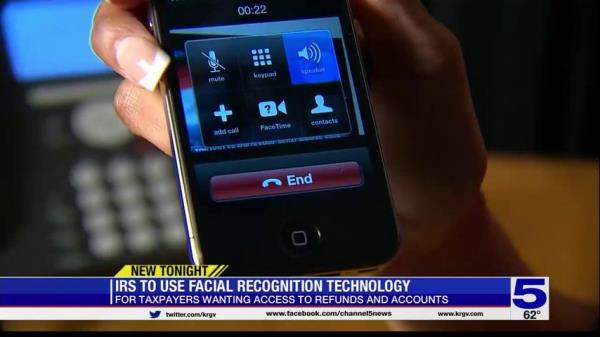 00:22
mute
keypad
speaker
add call
FaceTime
contacts
End
NEW TONIGHT
IRS TO USE FACIAL RECOGNITION TECHNOLOGY
FOR TAXPAYERS WANTING ACCESS TO REFUNDS AND ACCOUNTS
5
twitter.com/krgv
www.facebook.com/channel5news
www.krgv.com
62°